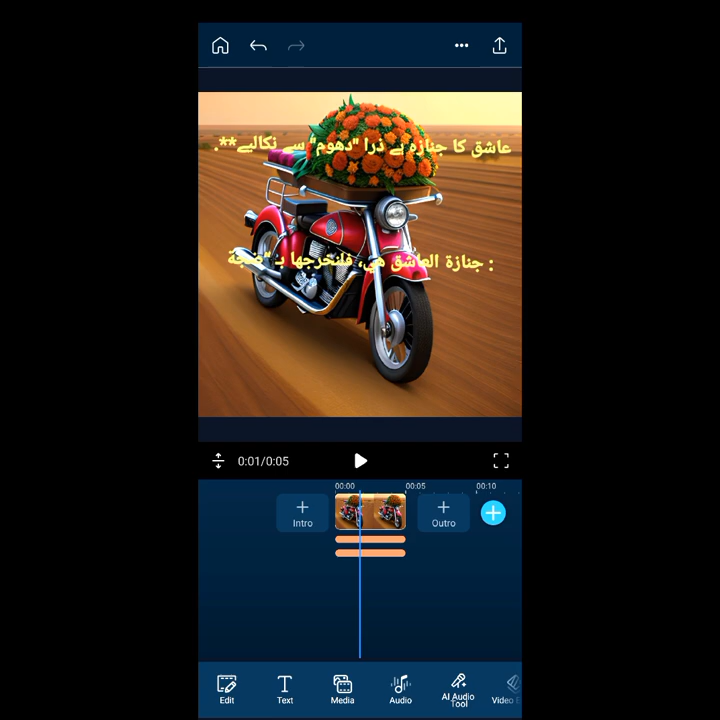 عاشق کا جنازہ ہے ذرا "دھوم" سے نکالیے**.
: جنازة العاشق هي، فلنخرجها بـ "ضجة
0:01/0:05
00:00 00:05 00:10
Intro
Outro
Edit
Text
Media
Audio
AI Audio Tool
Video E